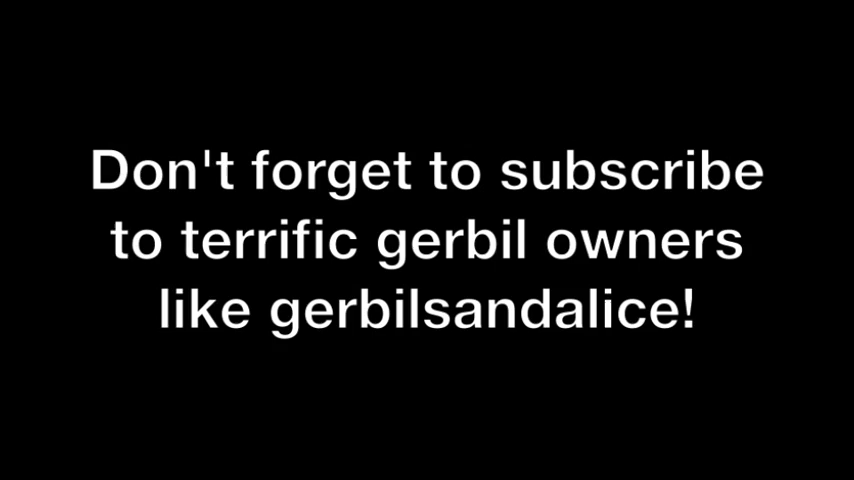 Don't forget to subscribe
to terrific gerbil owners
like gerbilsandalice!